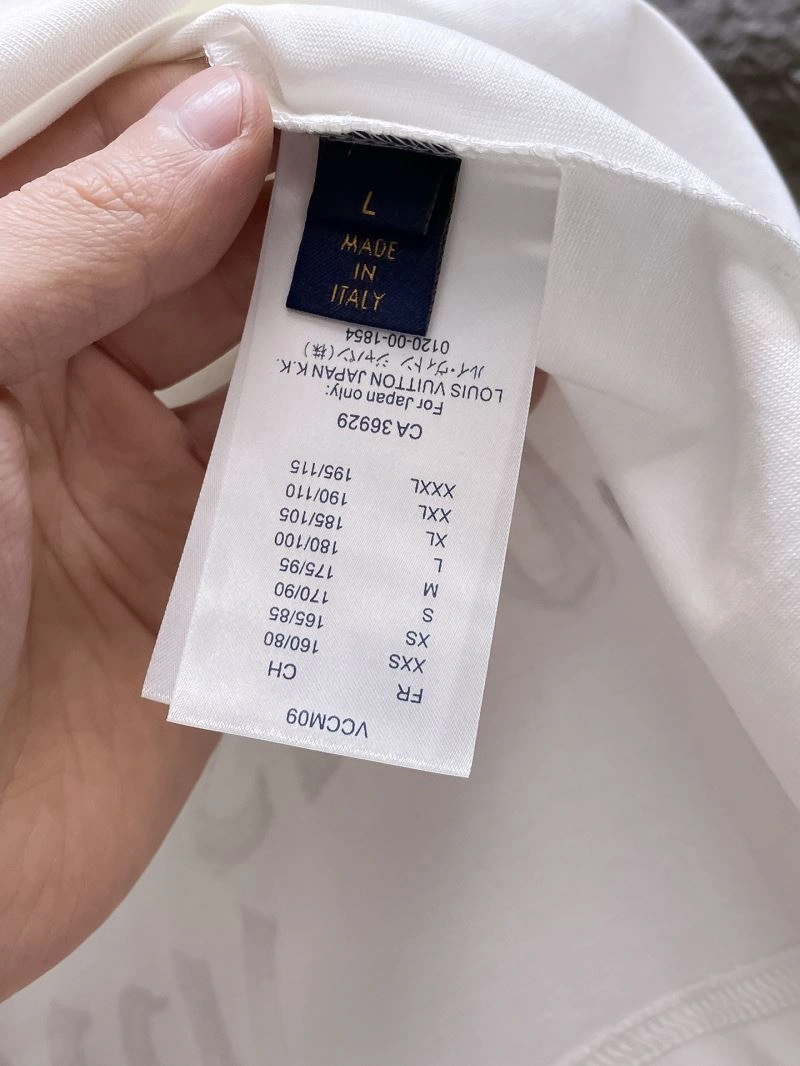 L
MADE
IN
ITALY
VCCM09
FR CH
XXS 160/80
XS 165/85
S 170/90
M 175/95
L 180/100
XL 185/105
XXL 190/110
XXXL 195/115
CA 36929
For Japan only:
LOUIS VUITTON JAPAN K.K.
ルイ・ヴィトン ジャパン(株)
0120-00-1854